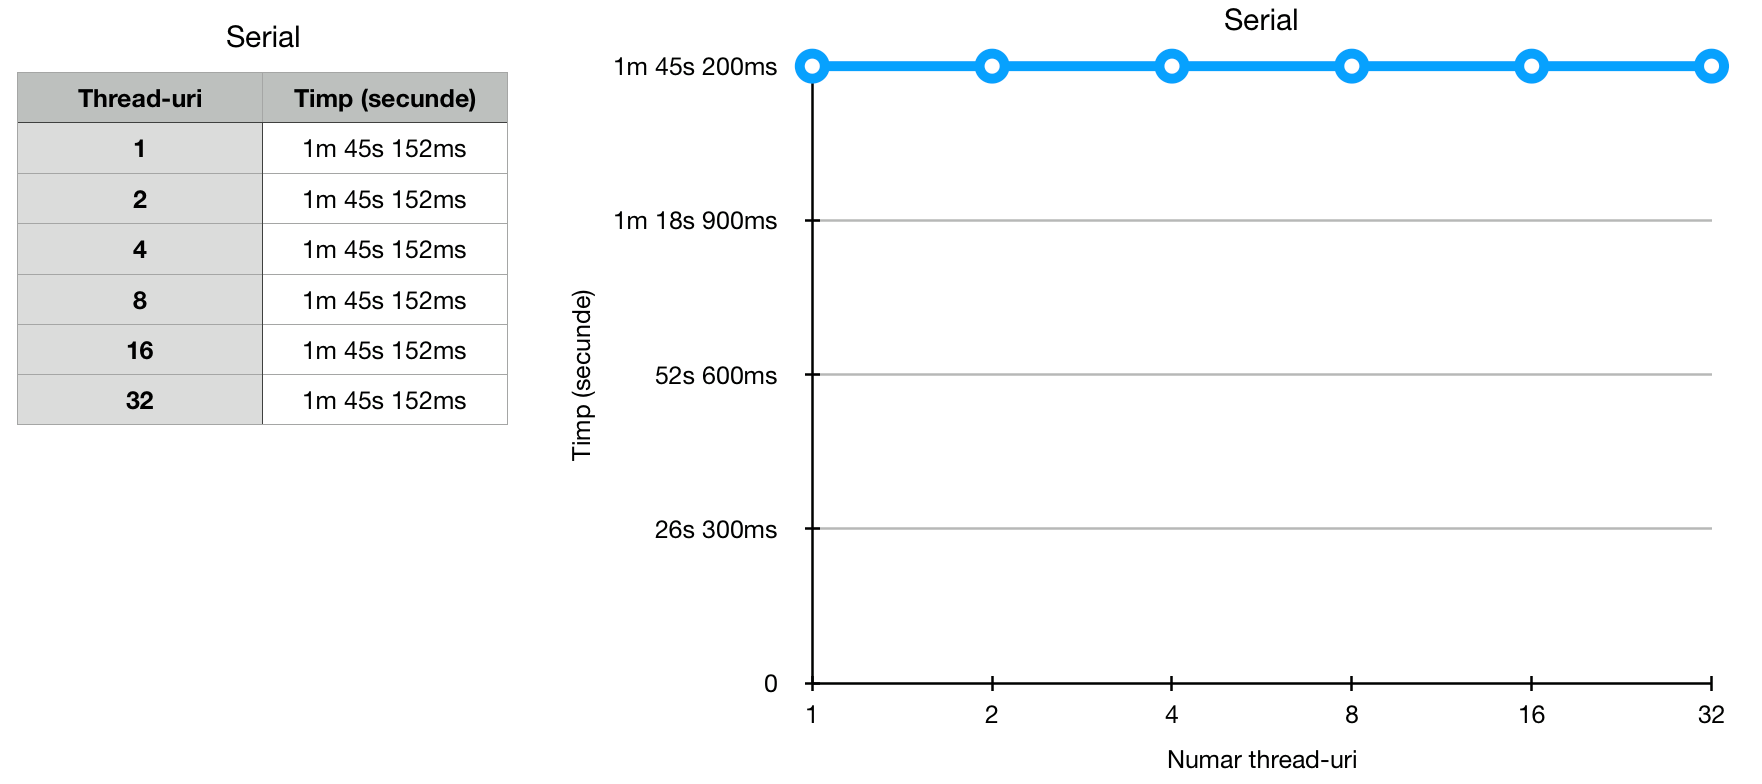 Serial
Thread-uri Timp (secunde)
1 1m 45s 152ms
2 1m 45s 152ms
4 1m 45s 152ms
8 1m 45s 152ms
16 1m 45s 152ms
32 1m 45s 152ms
Serial
1m 45s 200ms
1m 18s 900ms
52s 600ms
26s 300ms
0
Timp (secunde)
1 2 4 8 16 32
Numar thread-uri